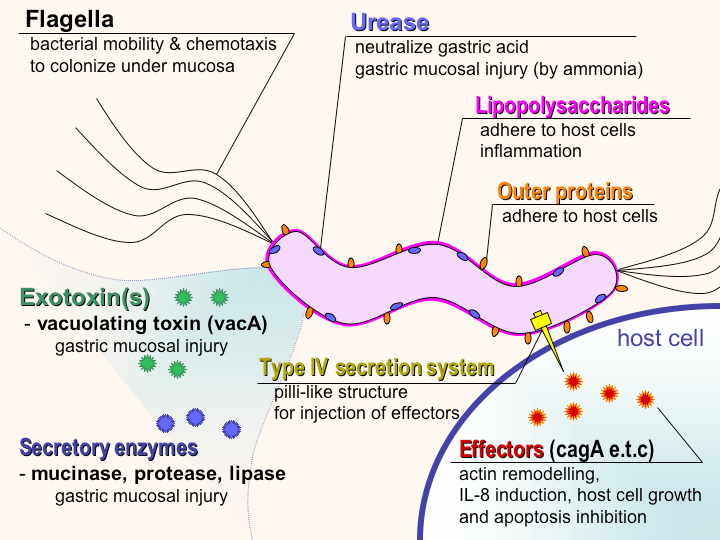 Flagella
bacterial mobility & chemotaxis
to colonize under mucosa
Urease
neutralize gastric acid
gastric mucosal injury (by ammonia)
Lipopolysaccharides
adhere to host cells
inflammation
Outer proteins
adhere to host cells
Exotoxin(s)
- vacuolating toxin (vacA)
gastric mucosal injury
host cell
Type IV secretion system
pilli-like structure
for injection of effectors
Secretory enzymes
- mucinase, protease, lipase
gastric mucosal injury
Effectors (cagA e.t.c)
actin remodelling,
IL-8 induction, host cell growth
and apoptosis inhibition